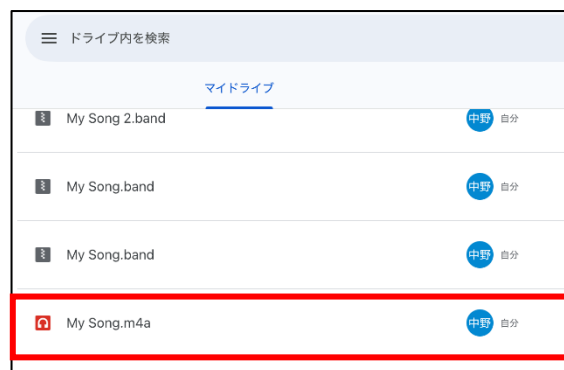 ドライブ内を検索
マイドライブ
My Song 2.band 中野 自分
My Song.band 中野 自分
My Song.band 中野 自分
My Song.m4a 中野 自分